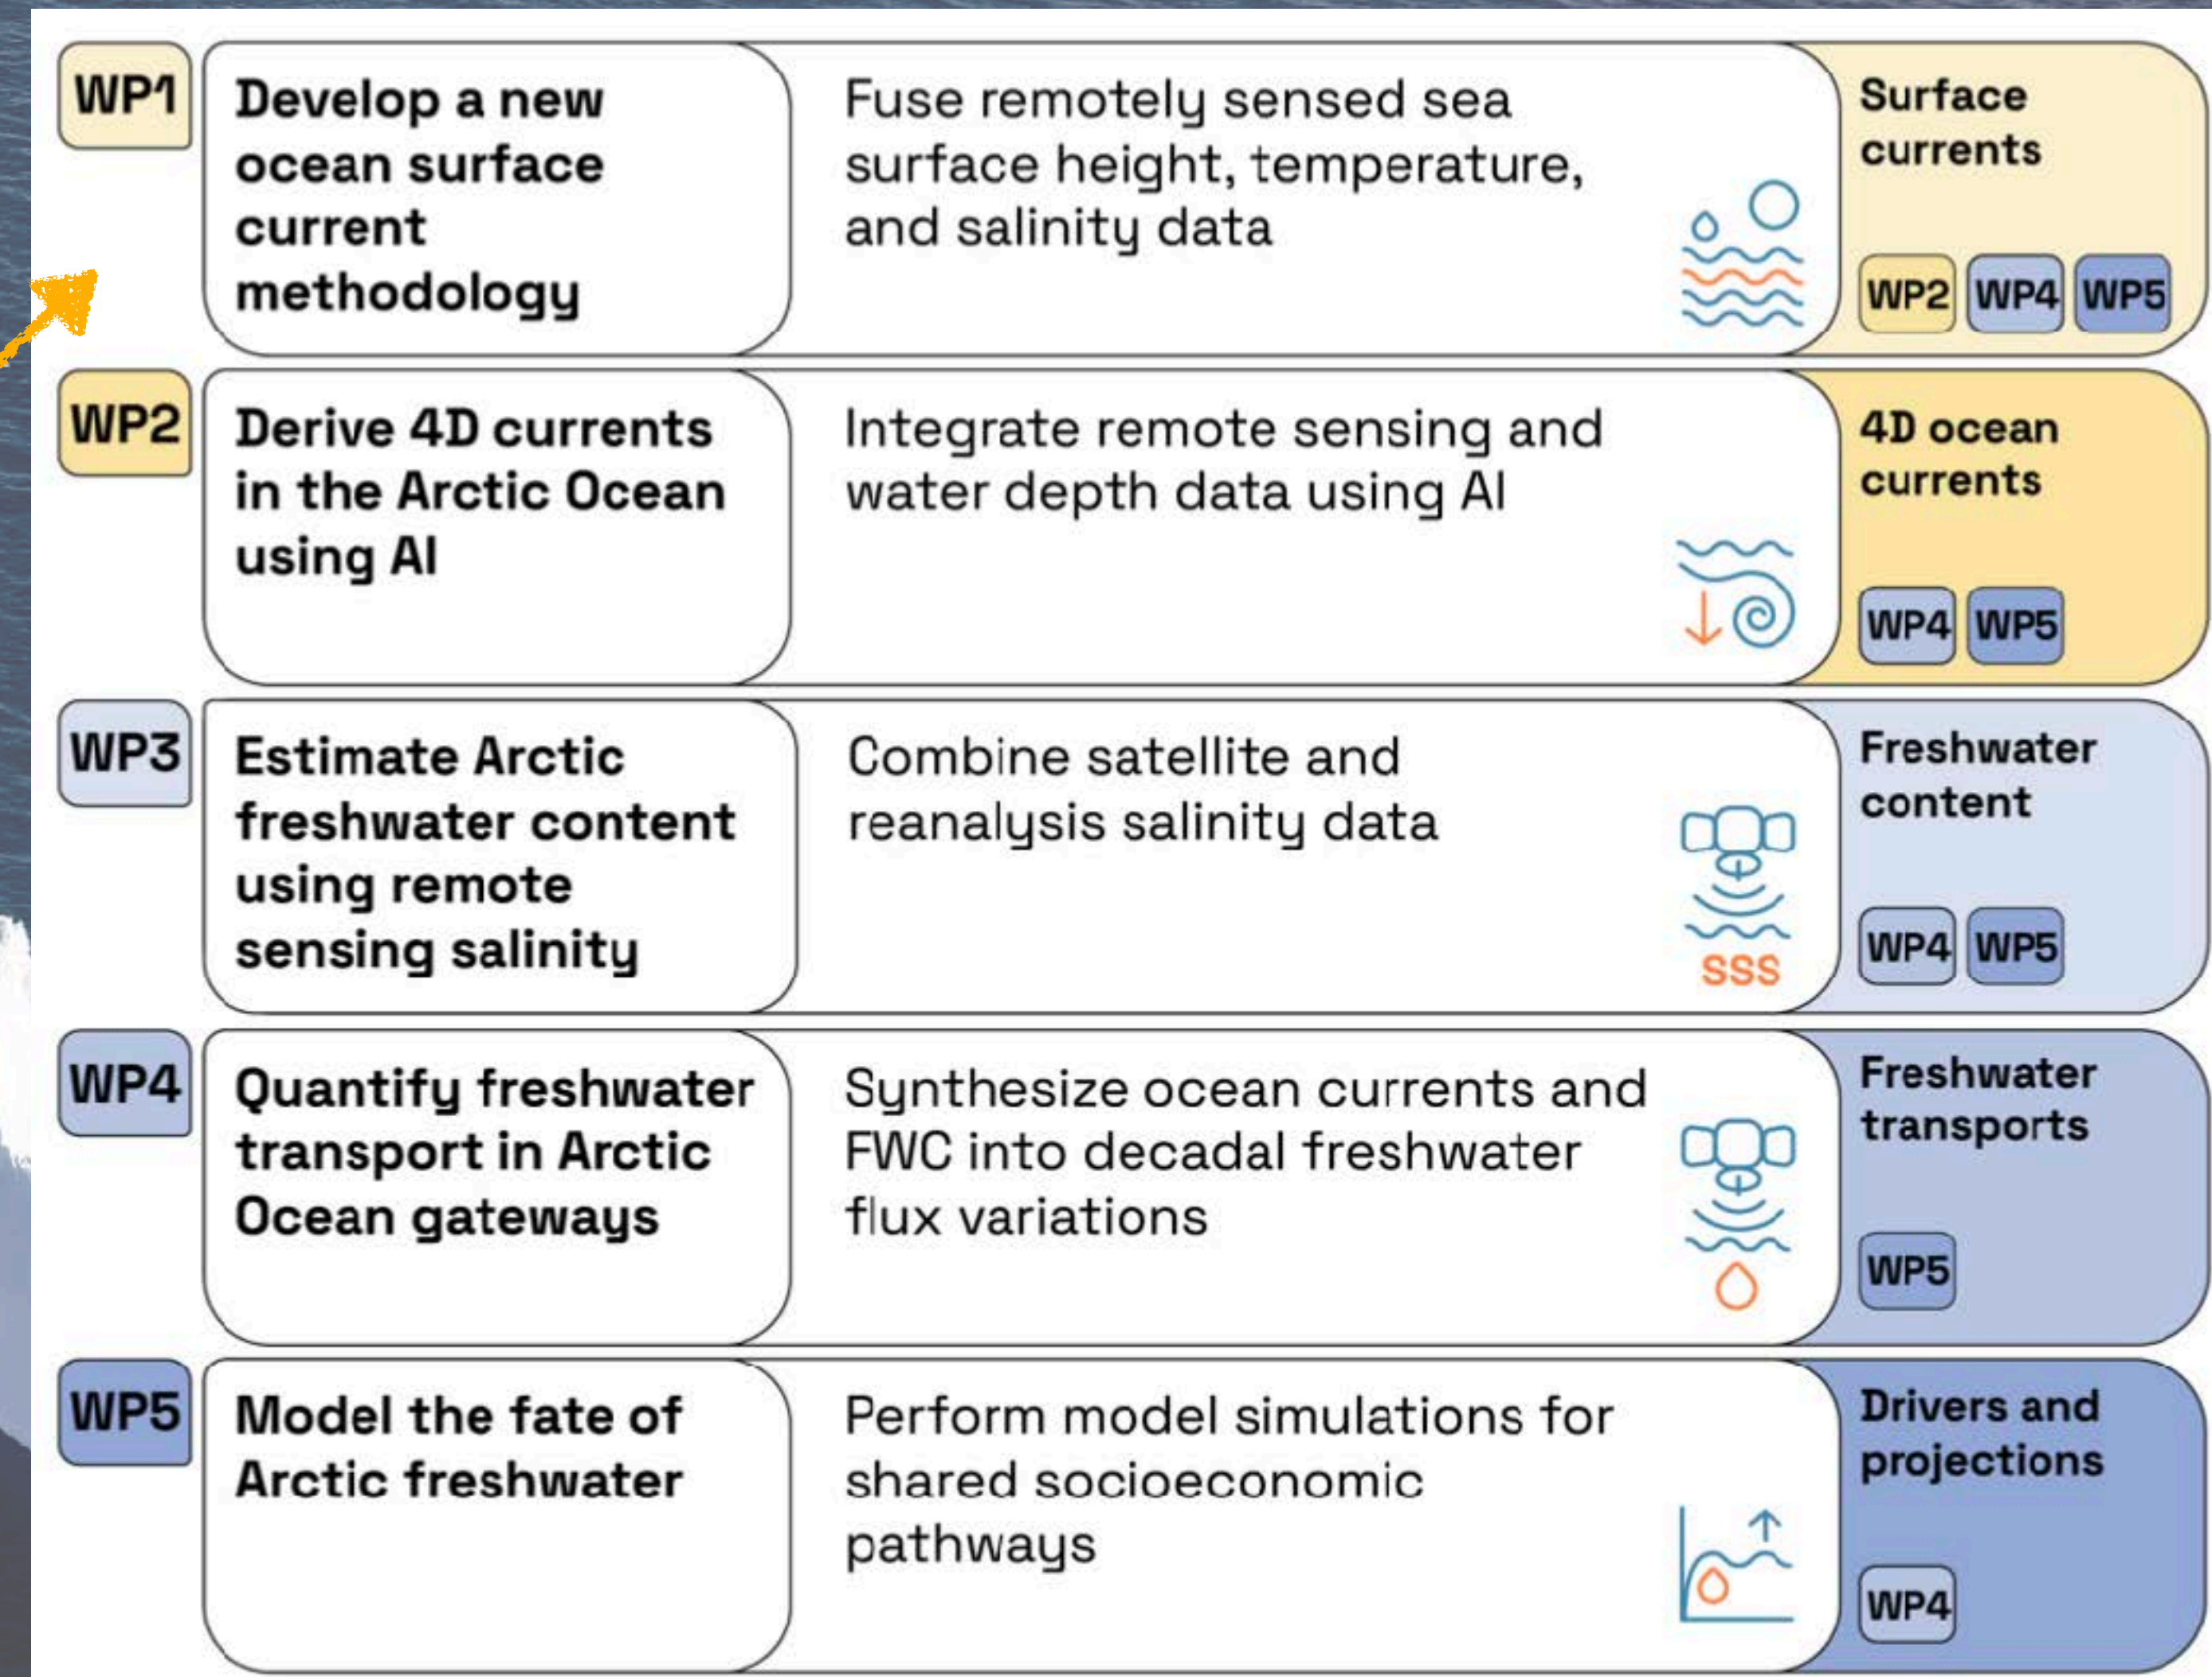 WP1
Develop a new
ocean surface
current
methodology
Fuse remotely sensed sea
surface height, temperature,
and salinity data
Surface
currents
WP2 WP4 WP5
WP2
Derive 4D currents
in the Arctic Ocean
using AI
Integrate remote sensing and
water depth data using AI
4D ocean
currents
WP4 WP5
WP3
Estimate Arctic
freshwater content
using remote
sensing salinity
Combine satellite and
reanalysis salinity data
SSS
Freshwater
content
WP4 WP5
WP4
Quantify freshwater
transport in Arctic
Ocean gateways
Synthesize ocean currents and
FWC into decadal freshwater
flux variations
Freshwater
transports
WP5
WP5
Model the fate of
Arctic freshwater
Perform model simulations for
shared socioeconomic
pathways
Drivers and
projections
WP4